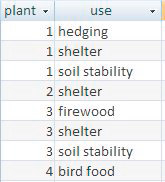 plant use
1 hedging
1 shelter
1 soil stability
2 shelter
3 firewood
3 shelter
3 soil stability
4 bird food